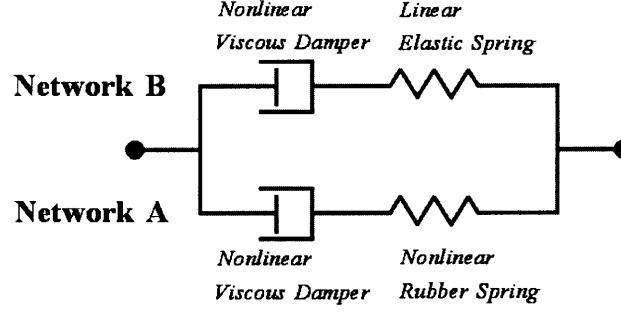 Nonlinear
Viscous Damper
Linear
Elastic Spring
Network B
Network A
Nonlinear
Viscous Damper
Nonlinear
Rubber Spring